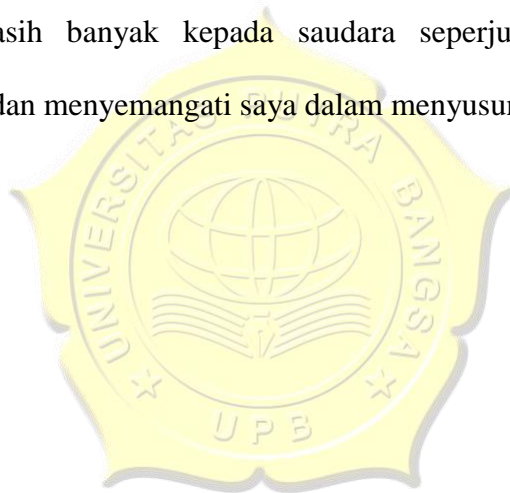 asih banyak kepada saudara seperju
dan menyemangati saya dalam menyusun
UNIVERSITAS PUTRA BANGSA
UPB